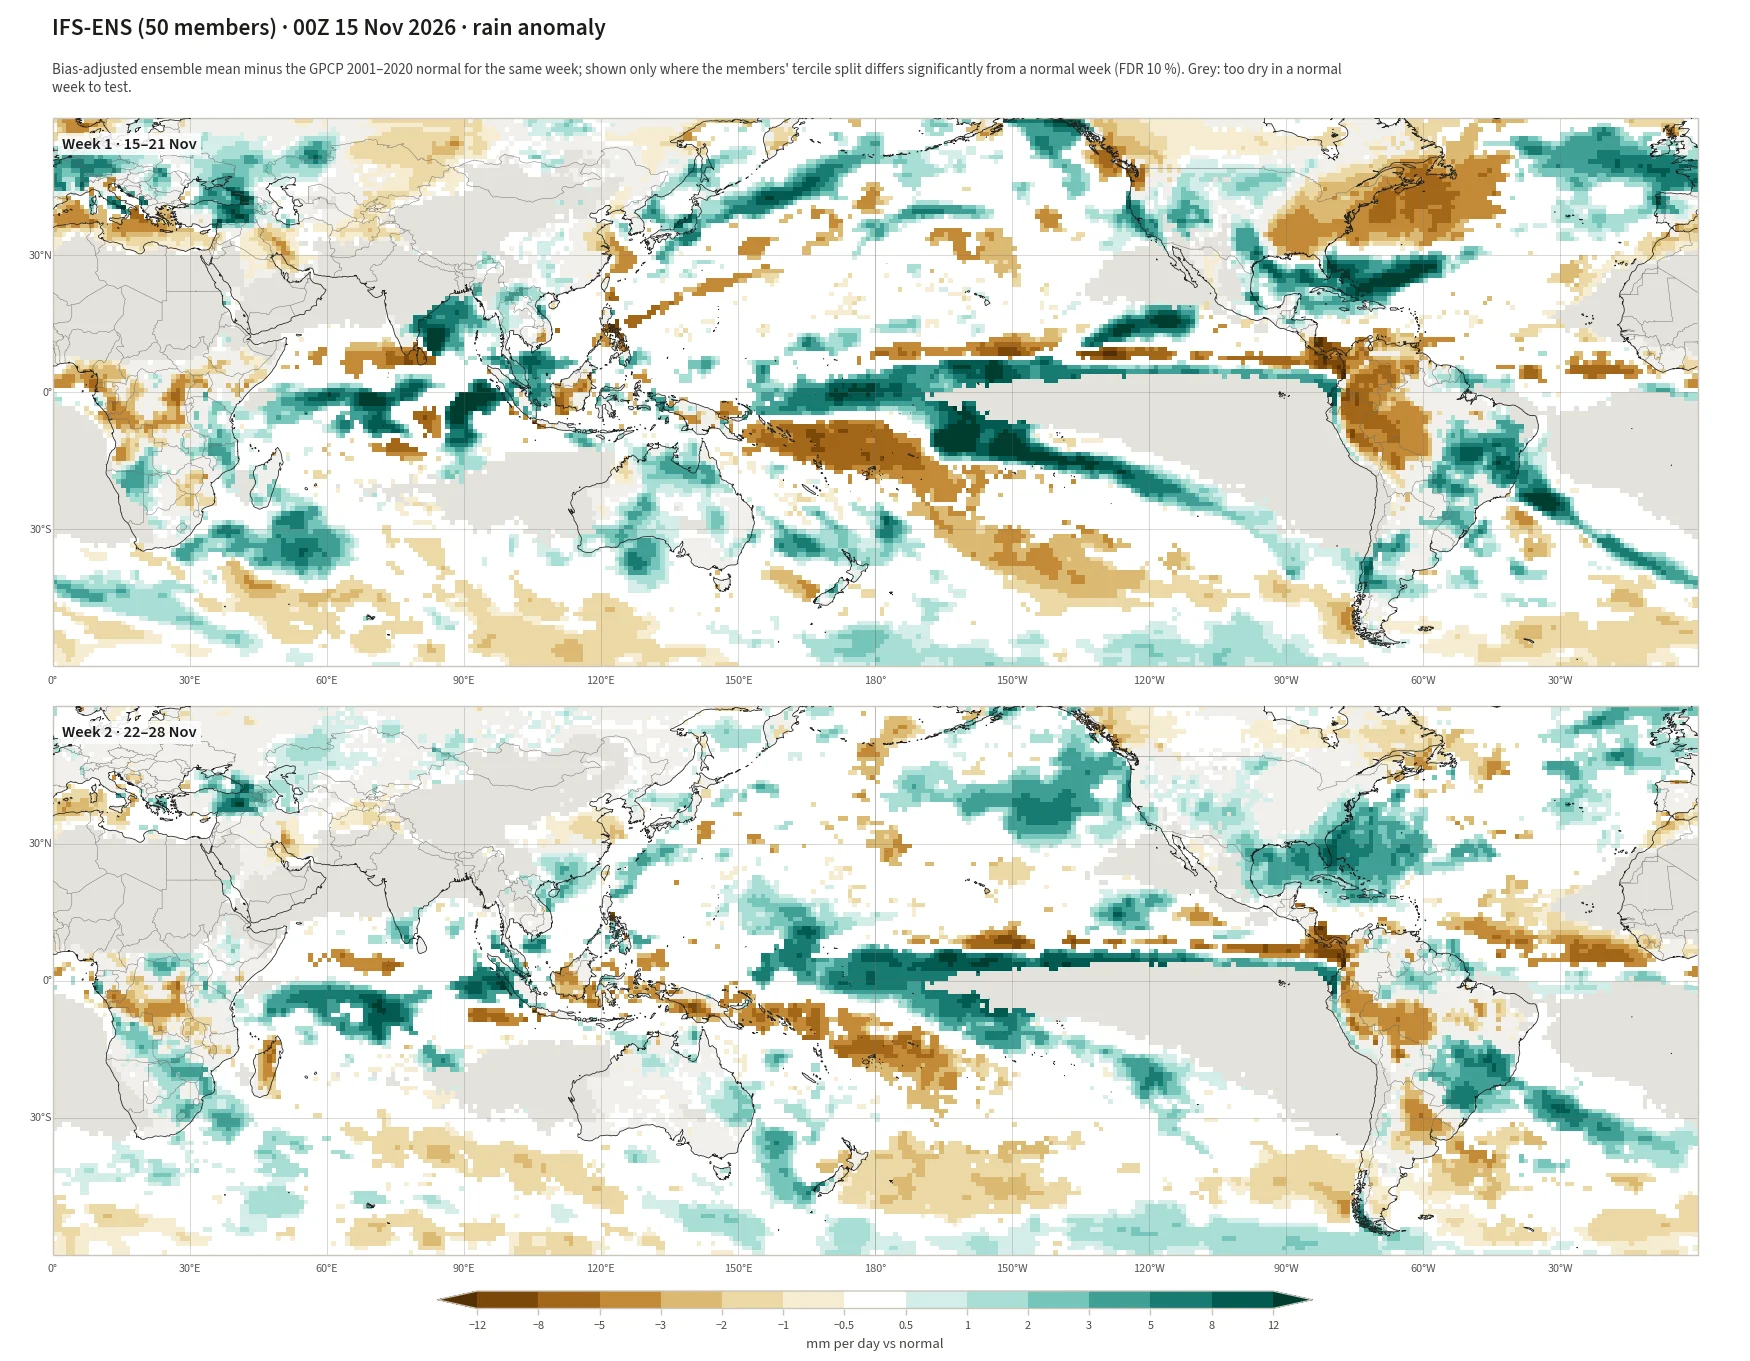 IFS-ENS (50 members) · 00Z 15 Nov 2026 · rain anomaly
Bias-adjusted ensemble mean minus the GPCP 2001–2020 normal for the same week; shown only where the members' tercile split differs significantly from a normal week (FDR 10 %). Grey: too dry in a normal
week to test.
Week 1 · 15–21 Nov
30°N
0°
30°S
0° 30°E 60°E 90°E 120°E 150°E 180° 150°W 120°W 90°W 60°W 30°W
Week 2 · 22–28 Nov
30°N
0°
30°S
0° 30°E 60°E 90°E 120°E 150°E 180° 150°W 120°W 90°W 60°W 30°W
−12 −8 −5 −3 −2 −1 −0.5 0.5 1 2 3 5 8 12
mm per day vs normal